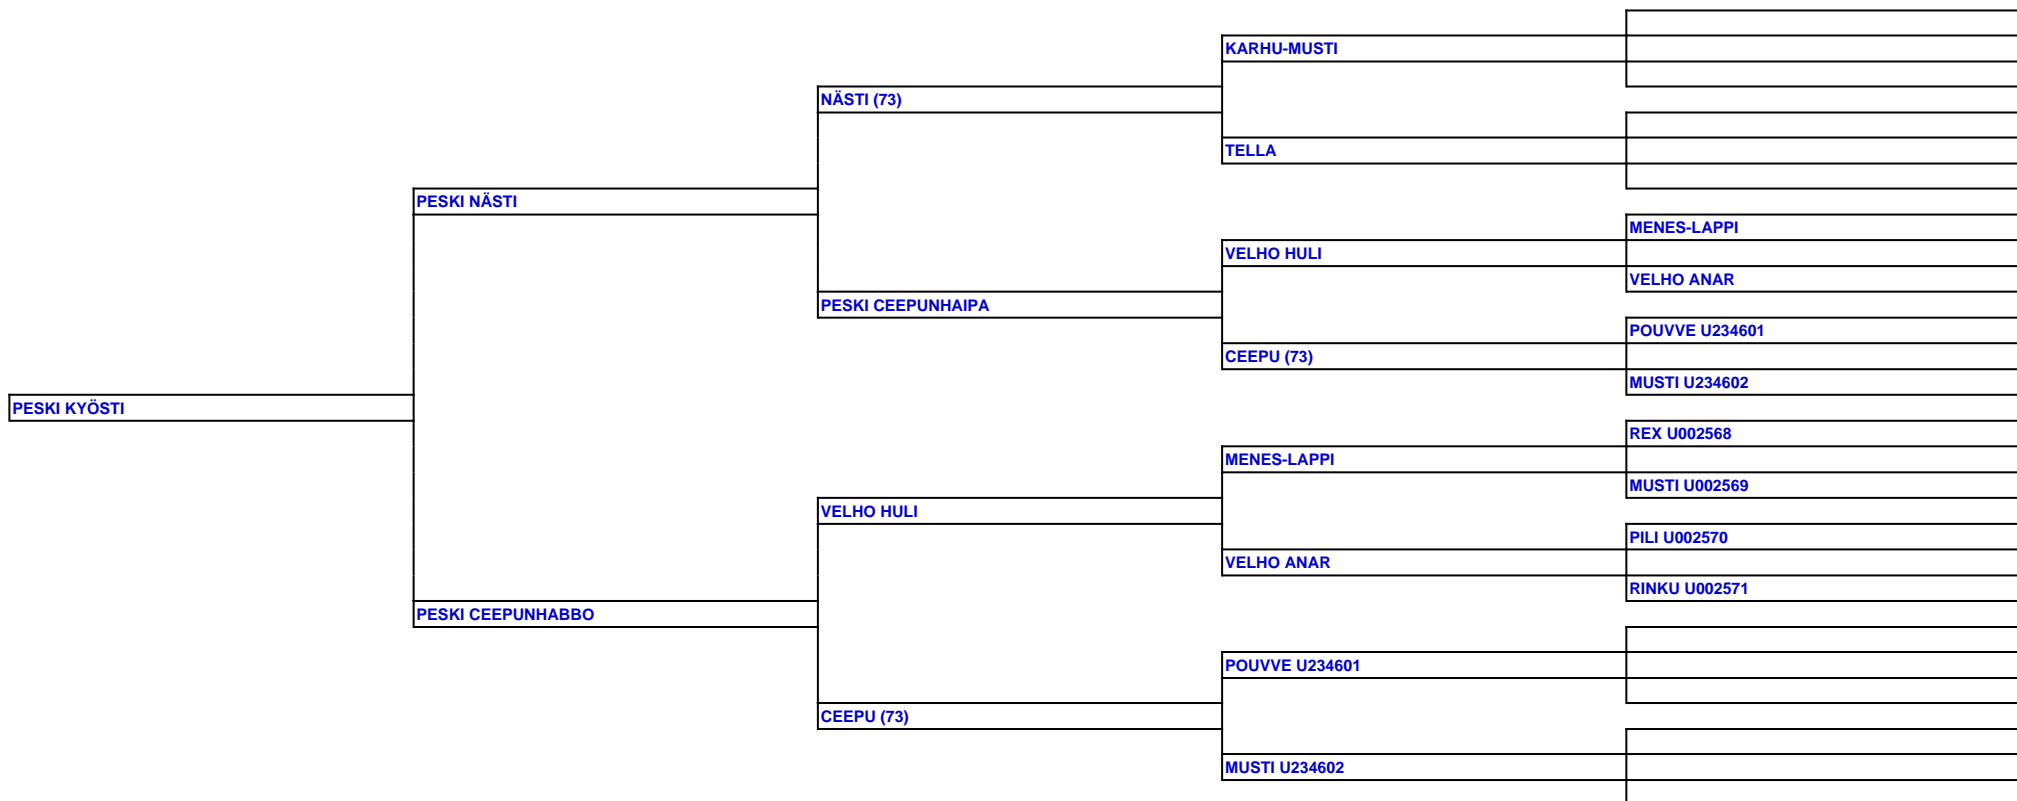 KARHU-MUSTI
NÄSTI (73)
TELLA
PESKI NÄSTI
MENES-LAPPI
VELHO HULI
VELHO ANAR
PESKI CEEPUNHAIPA
POUVVE U234601
CEEPU (73)
MUSTI U234602
PESKI KYÖSTI
REX U002568
MENES-LAPPI
MUSTI U002569
VELHO HULI
PILI U002570
VELHO ANAR
RINKU U002571
PESKI CEEPUNHABBO
POUVVE U234601
CEEPU (73)
MUSTI U234602